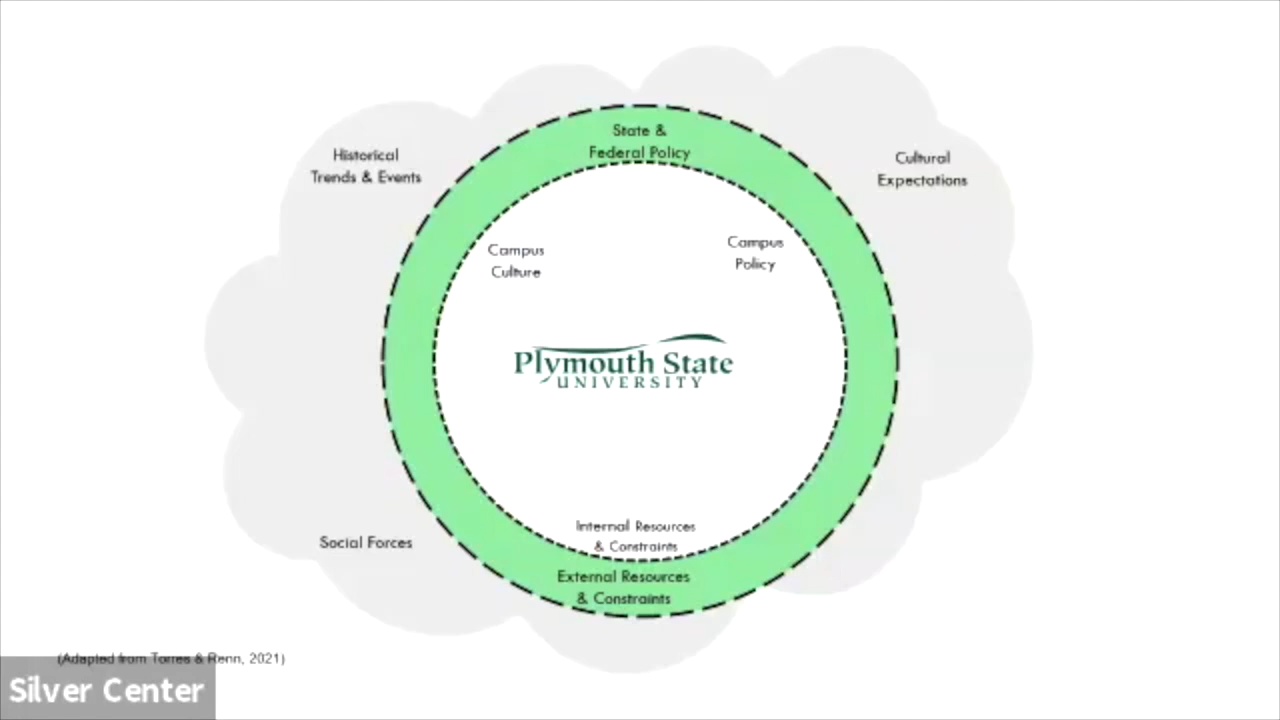 State &
Federal Policy
Historical
Trends & Events
Cultural
Expectations
Campus
Culture
Campus
Policy
Plymouth State
UNIVERSITY
Internal Resources
& Constraints
Social Forces
External Resources
& Constraints
(Adapted from Torres & Renn, 2021)
Silver Center